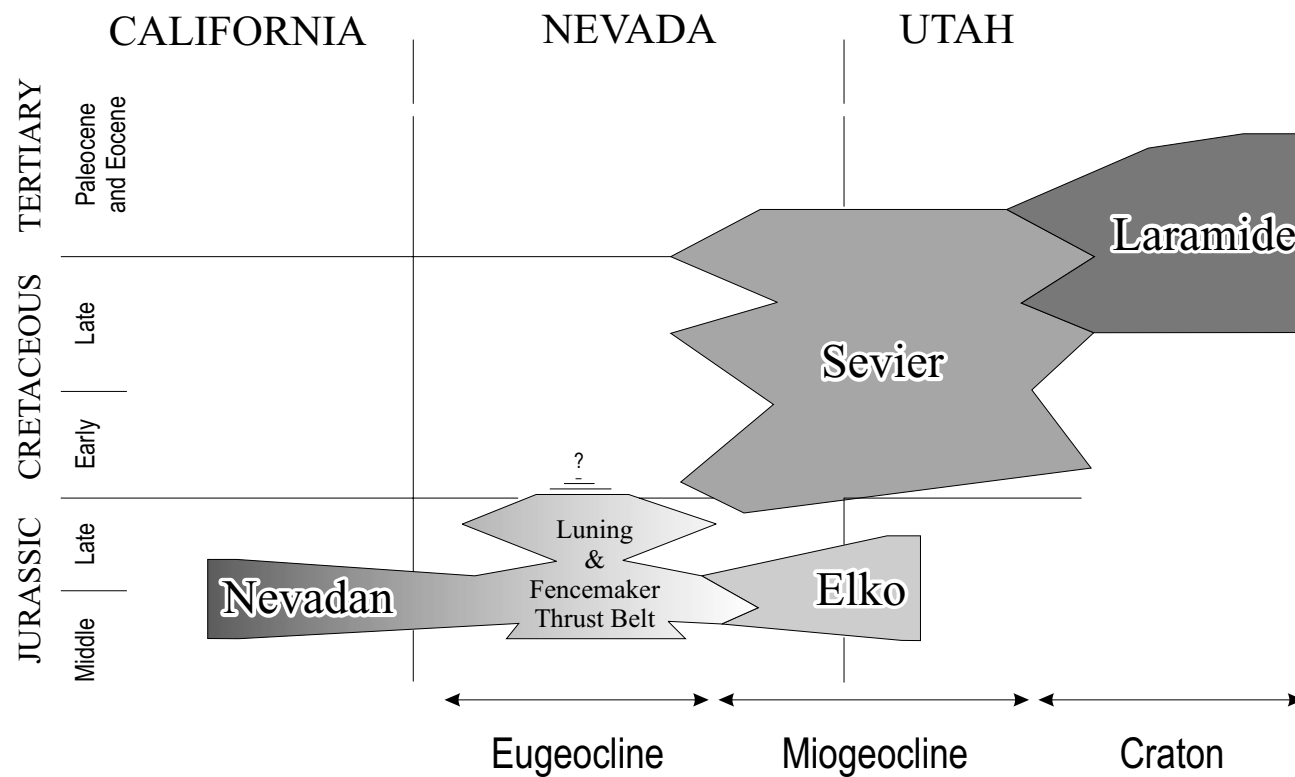 CALIFORNIA
NEVADA
UTAH
TERTIARY
Paleocene
and Eocene
CRETACEOUS
Late
Early
JURASSIC
Late
Middle
Laramide
Sevier
?
Luning
&
Fencemaker
Thrust Belt
Nevadan
Elko
Eugeocline
Miogeocline
Craton